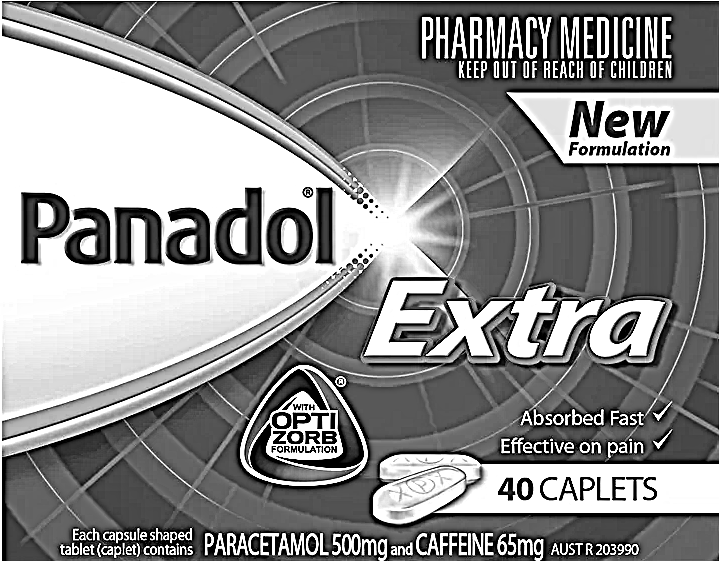 PHARMACY MEDICINE
KEEP OUT OF REACH OF CHILDREN
New
Formulation
Panadol®
Extra
WITH
OPTI
ZORB
FORMULATION
®
Absorbed Fast ✓
Effective on pain ✓
40 CAPLETS
Each capsule shaped
tablet (caplet) contains PARACETAMOL 500mg and CAFFEINE 65mg AUST R 203990